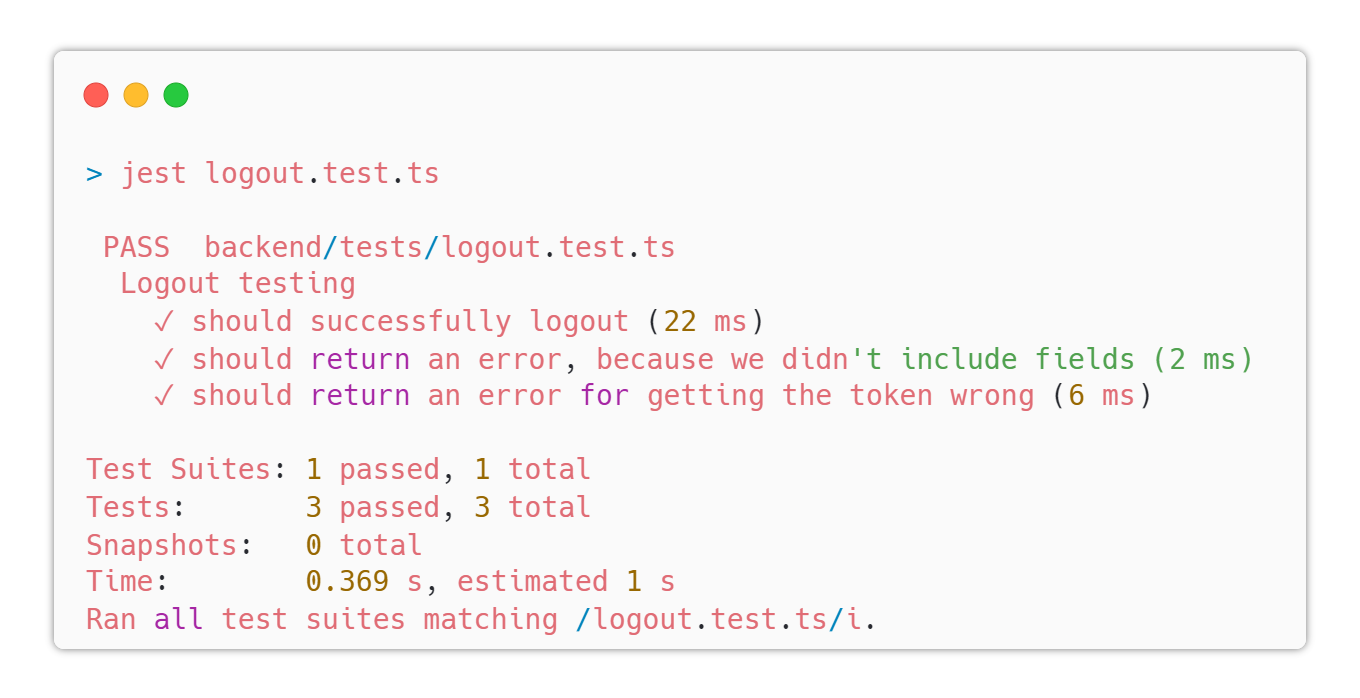 > jest logout.test.ts
PASS  backend/tests/logout.test.ts
Logout testing
✓ should successfully logout (22 ms)
✓ should return an error, because we didn't include fields (2 ms)
✓ should return an error for getting the token wrong (6 ms)
Test Suites: 1 passed, 1 total
Tests:       3 passed, 3 total
Snapshots:   0 total
Time:        0.369 s, estimated 1 s
Ran all test suites matching /logout.test.ts/i.